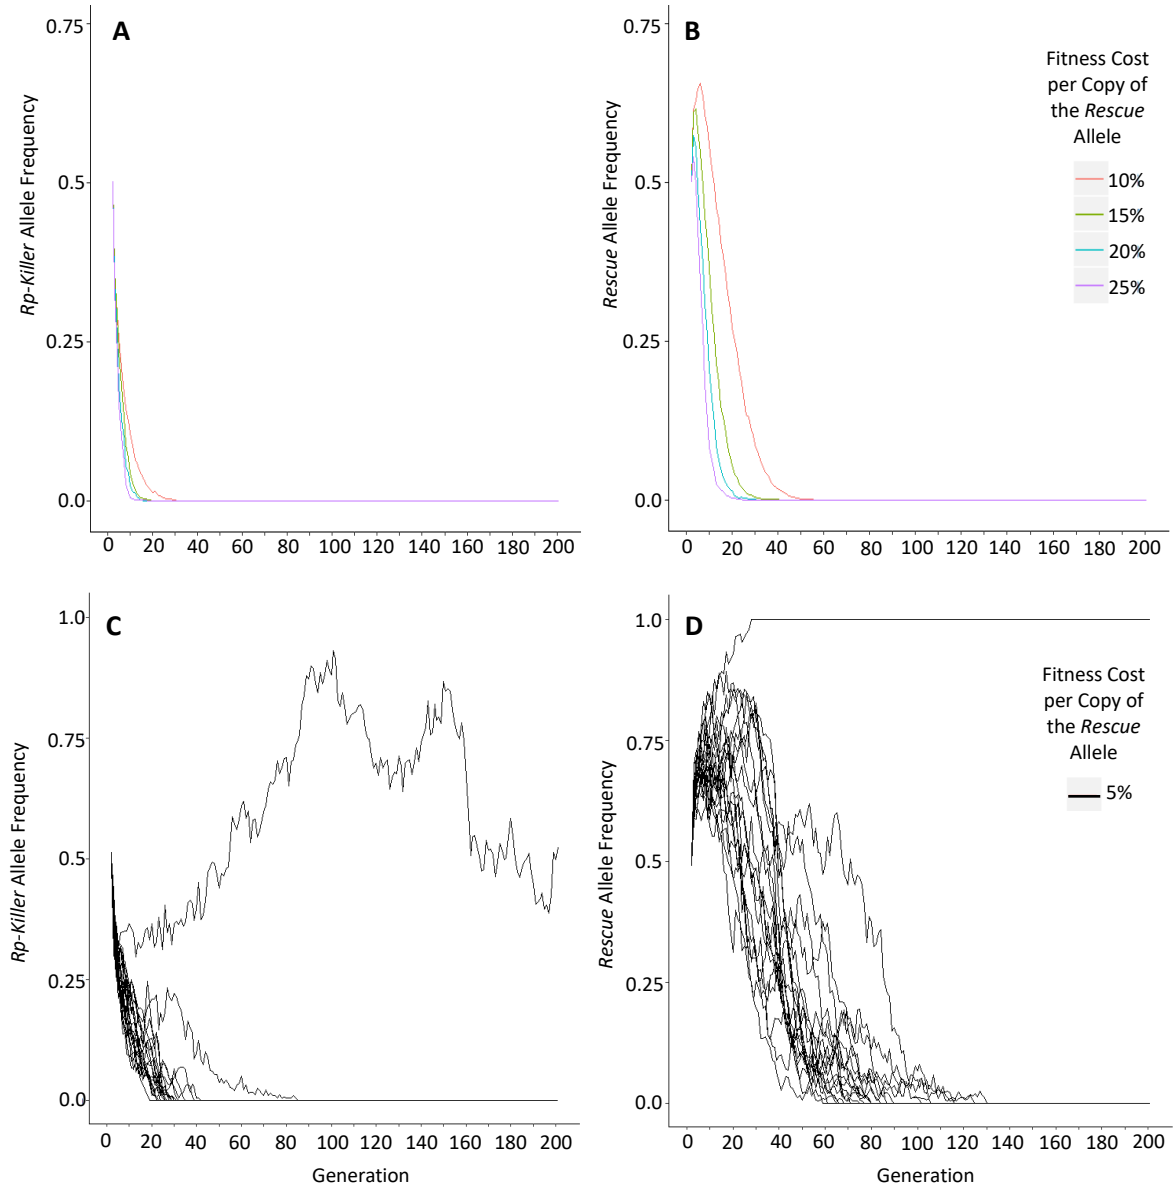 A
0.75
0.5
0.25
0.0
Rp-Killer Allele Frequency
0 20 40 60 80 100 120 140 160 180 200
B
0.75
0.5
0.25
0.0
Rescue Allele Frequency
0 20 40 60 80 100 120 140 160 180 200
Fitness Cost
per Copy of
the Rescue
Allele
10%
15%
20%
25%
C
1.0
0.75
0.5
0.25
0.0
Rp-Killer Allele Frequency
0 20 40 60 80 100 120 140 160 180 200
Generation
D
1.0
0.75
0.5
0.25
0.0
Rescue Allele Frequency
0 20 40 60 80 100 120 140 160 180 200
Generation
Fitness Cost
per Copy of
the Rescue
Allele
5%